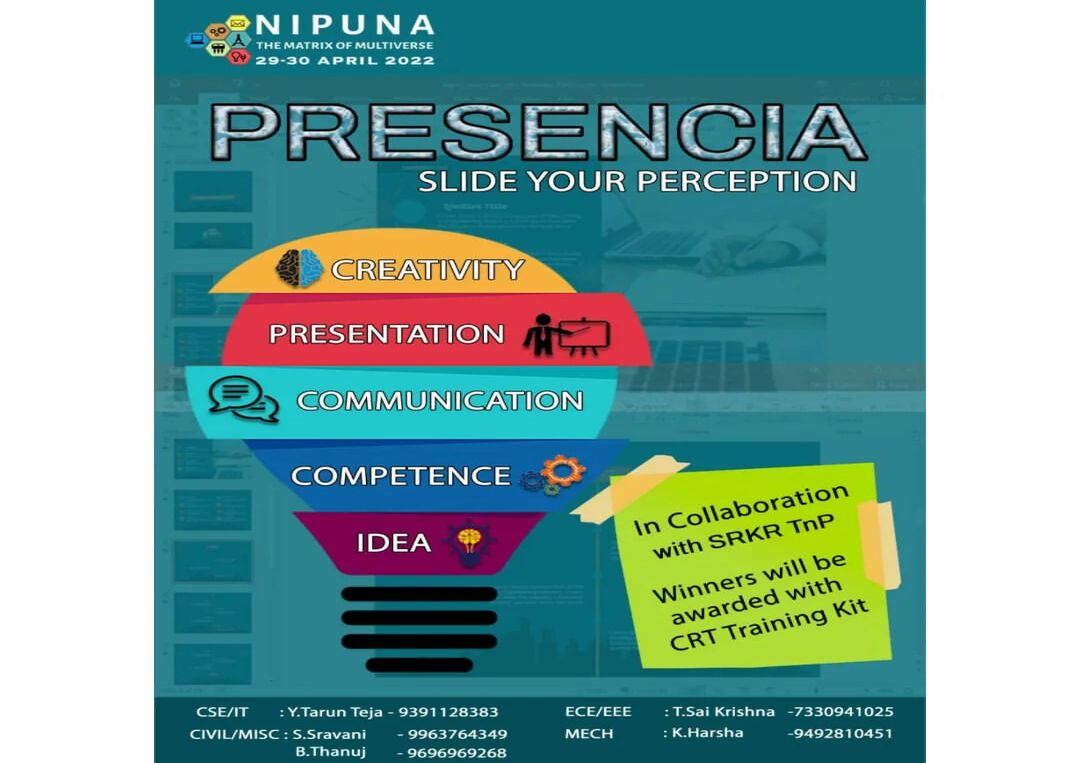 NIPUNA
THE MATRIX OF MULTIVERSE
29-30 APRIL 2022
PRESENCIA
SLIDE YOUR PERCEPTION
CREATIVITY
PRESENTATION
COMMUNICATION
COMPETENCE
IDEA
In Collaboration
with SRKR TnP
Winners will be
awarded with
CRT Training Kit
CSE/IT : Y.Tarun Teja - 9391128383
CIVIL/MISC : S.Sravani - 9963764349
B.Thanuj - 9696969268
ECE/EEE : T.Sai Krishna -7330941025
MECH : K.Harsha -9492810451